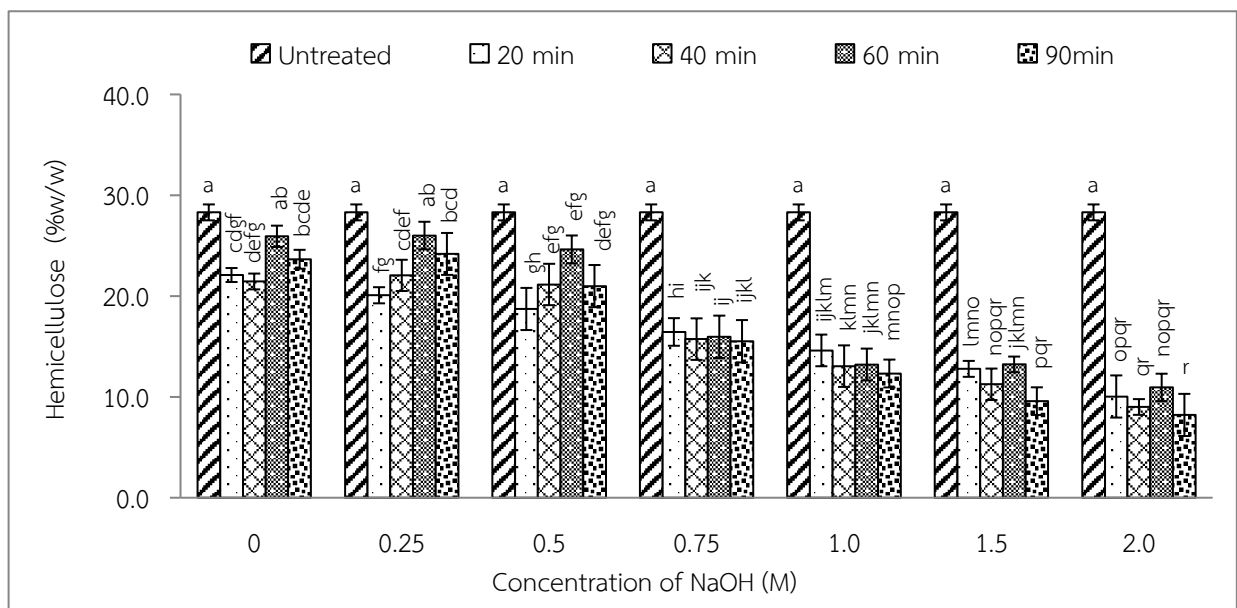 Untreated 20 min 40 min 60 min 90min
40.0
30.0
20.0
10.0
0.0
Hemicellulose (%w/w)
a cdgf defg ab bcde
a fg cdef ab bcd
a gh efg efg defg
a hi ijk ij ijkl
a ijklm klmn jklmn mnop
a lmno nopqr jklmn pqr
a opqr qr nopqr r
0 0.25 0.5 0.75 1.0 1.5 2.0
Concentration of NaOH (M)